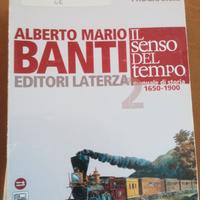 ALBERTO MARIO
BANTI
EDITORI LATERZA
IL
senso
DEL
tempo
manuale di storia
1650-1900
2